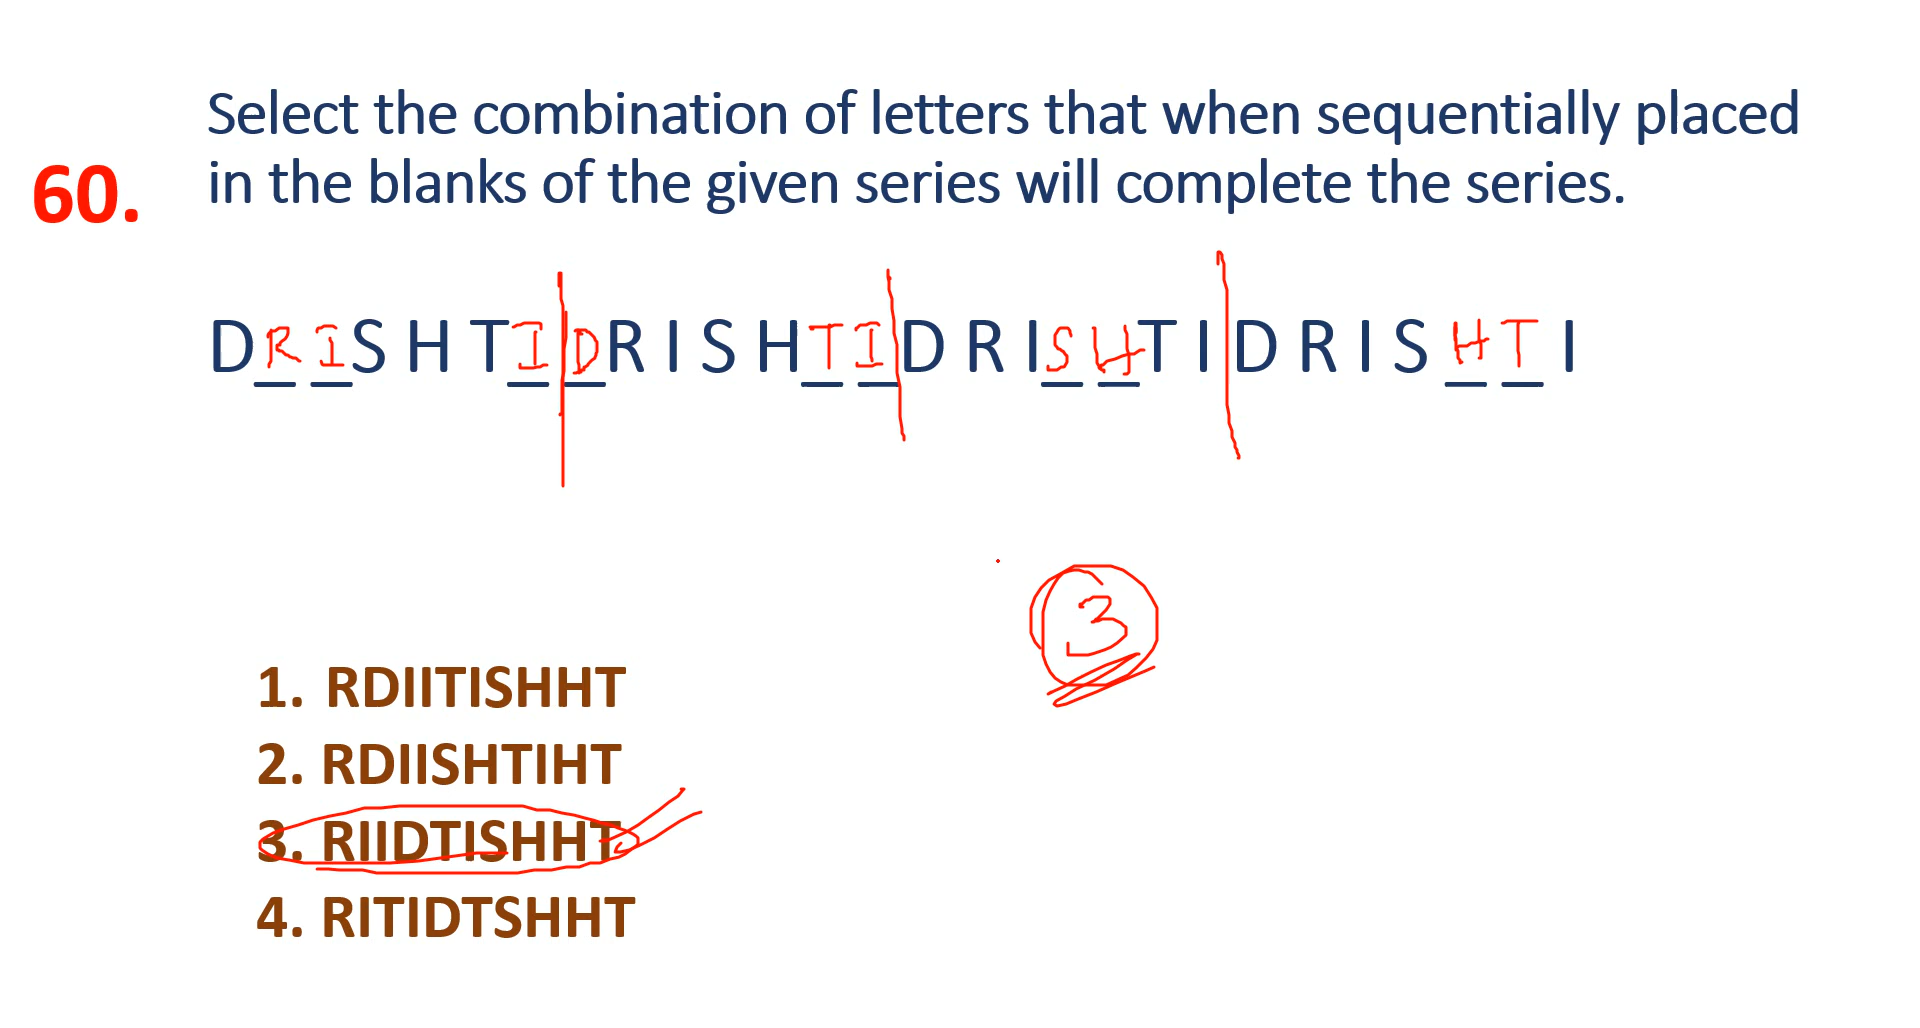 Select the combination of letters that when sequentially placed
60. in the blanks of the given series will complete the series.
D R I S H T I D R I S H T I D R I S H T I D R I S H T I
3
1. RDIITISHHT
2. RDIISHTIHT
3. RIIDTISHHT
4. RITIDTSHHT